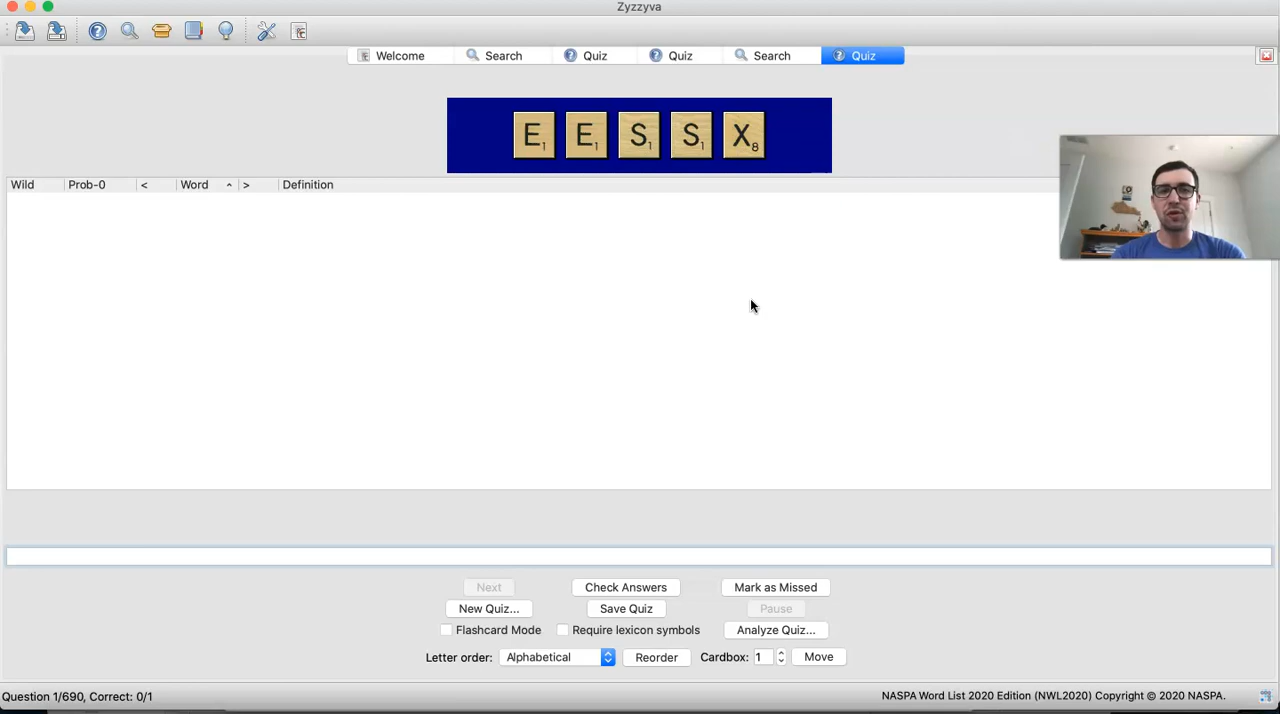 Zyzzyva
Welcome Search Quiz Quiz Search Quiz
E1 E1 S1 S1 X8
Wild Prob-0 < Word > Definition
Next Check Answers Mark as Missed
New Quiz... Save Quiz Pause
Flashcard Mode Require lexicon symbols Analyze Quiz...
Letter order: Alphabetical Reorder Cardbox: 1 Move
Question 1/690, Correct: 0/1 NASPA Word List 2020 Edition (NWL2020) Copyright © 2020 NASPA.